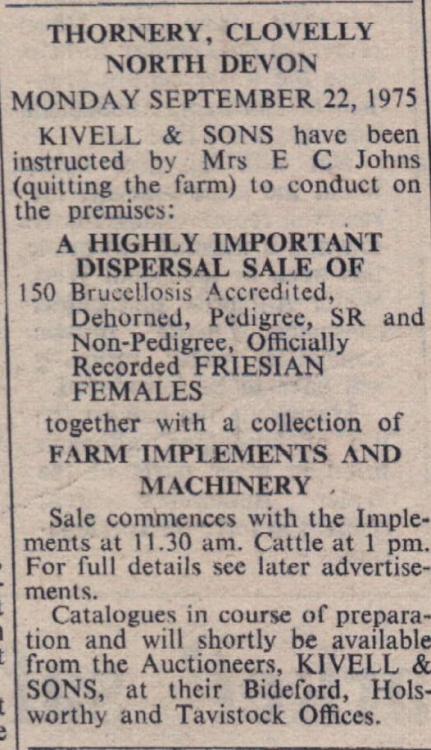 THORNERY, CLOVELLY
NORTH DEVON
MONDAY SEPTEMBER 22, 1975
KIVELL & SONS have been
instructed by Mrs E C Johns
(quitting the farm) to conduct on
the premises:
A HIGHLY IMPORTANT
DISPERSAL SALE OF
150 Brucellosis Accredited,
Dehorned, Pedigree, SR and
Non-Pedigree, Officially
Recorded FRIESIAN
FEMALES
together with a collection of
FARM IMPLEMENTS AND
MACHINERY
Sale commences with the Imple-
ments at 11.30 am. Cattle at 1 pm.
For full details see later advertise-
ments.
Catalogues in course of prepara-
tion and will shortly be available
from the Auctioneers, KIVELL &
SONS, at their Bideford, Hols-
worthy and Tavistock Offices.